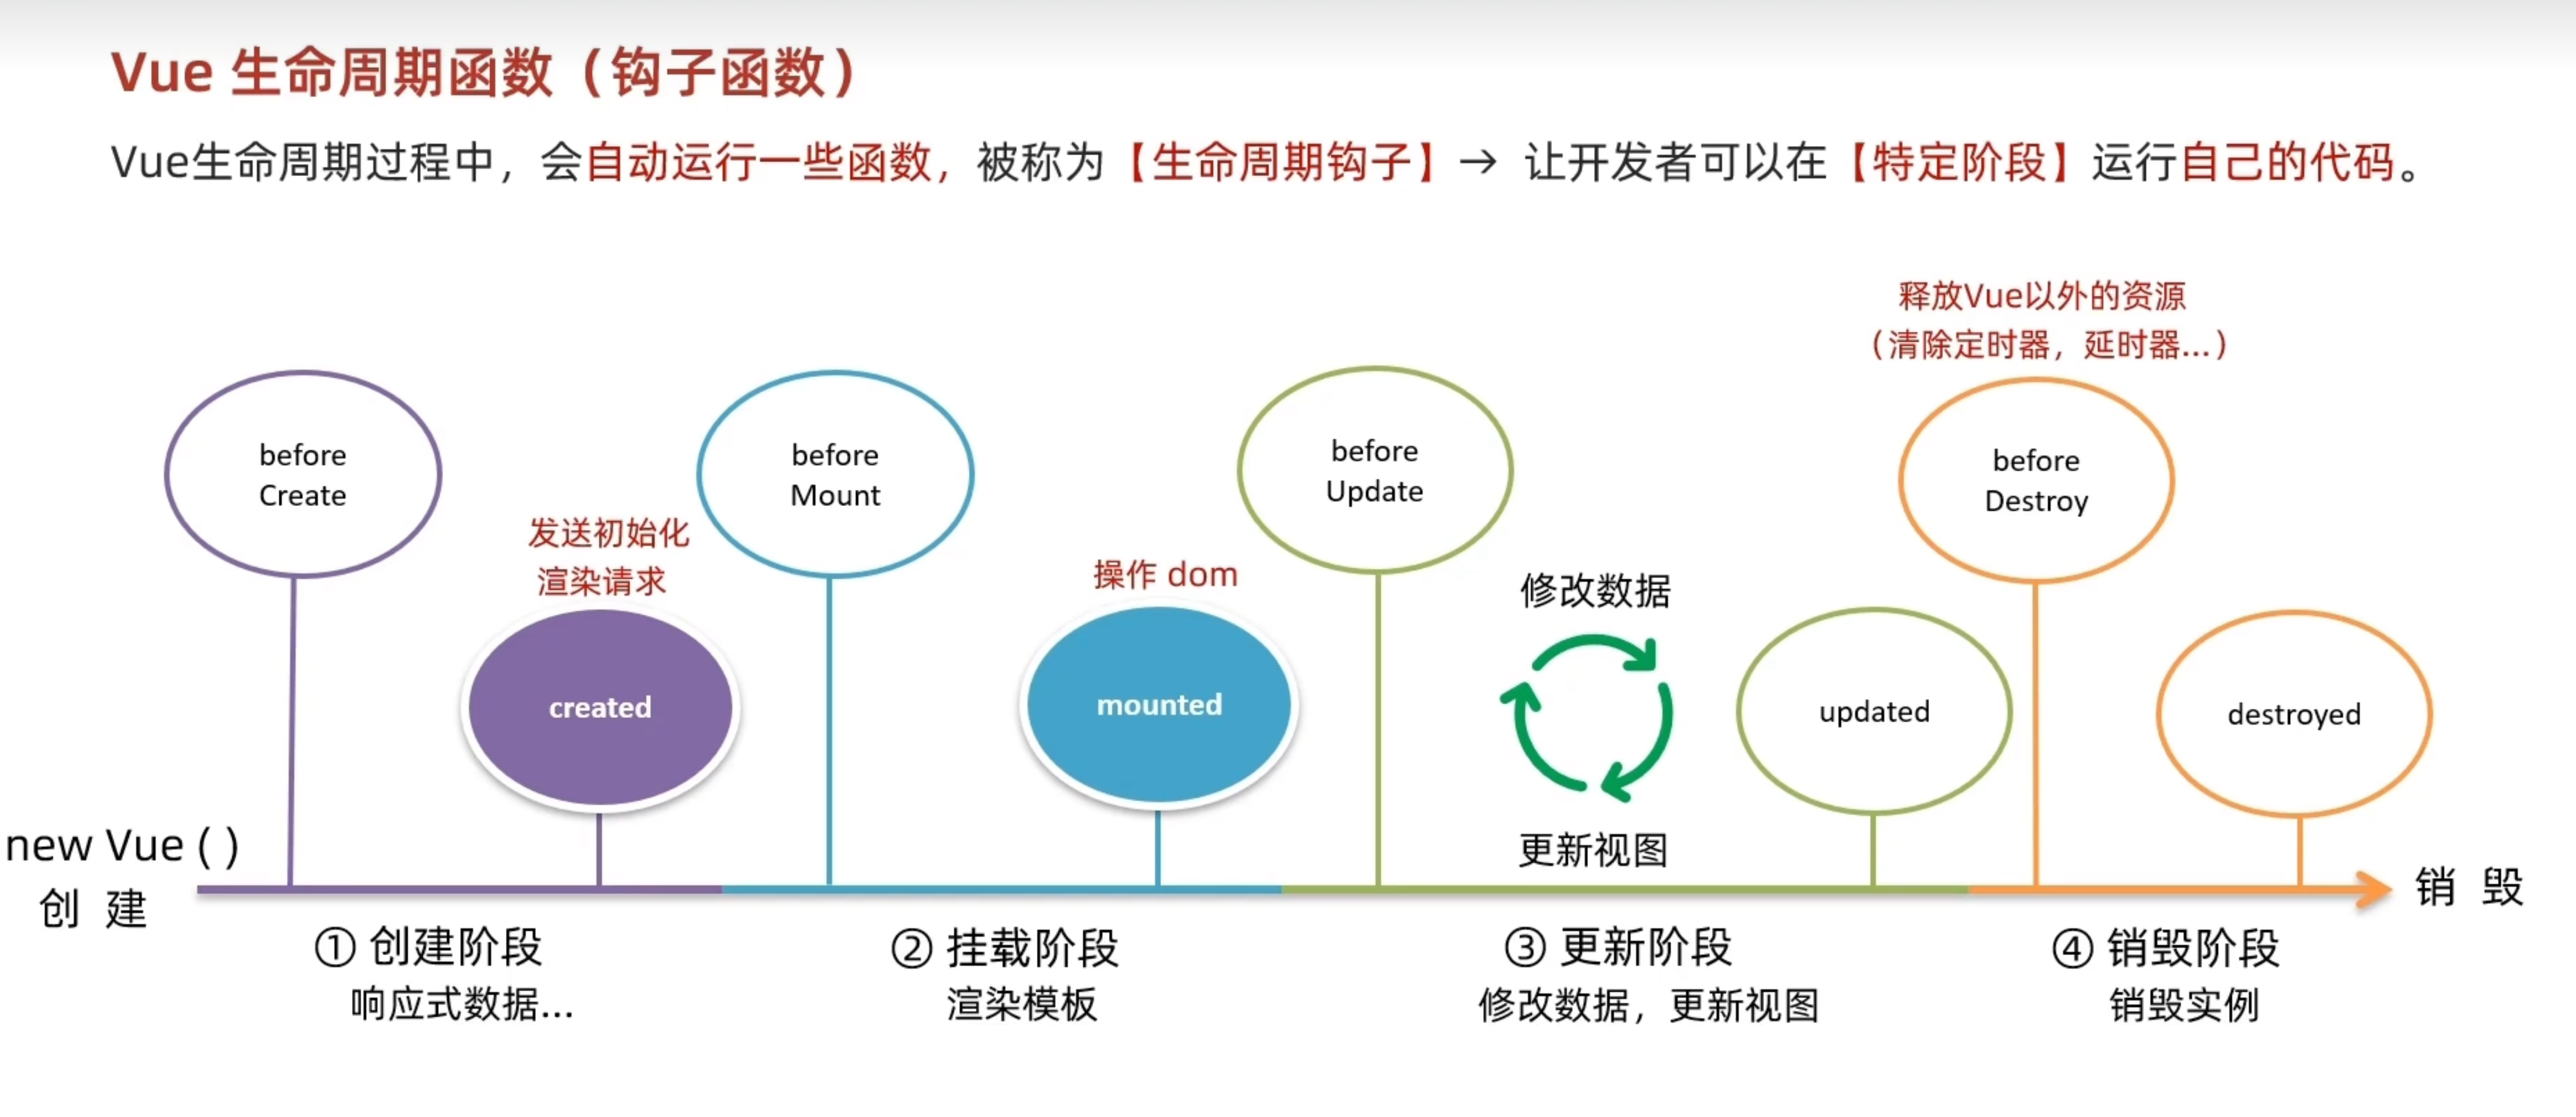 Vue 生命周期函数（钩子函数）
Vue生命周期过程中，会自动运行一些函数，被称为【生命周期钩子】→ 让开发者可以在【特定阶段】运行自己的代码。
释放Vue以外的资源
（清除定时器，延时器...）
before
Create
before
Mount
before
Update
before
Destroy
发送初始化
渲染请求
操作 dom
修改数据
created
mounted
updated
destroyed
更新视图
new Vue ( )
创 建
销 毁
① 创建阶段
响应式数据...
② 挂载阶段
渲染模板
③ 更新阶段
修改数据，更新视图
④ 销毁阶段
销毁实例